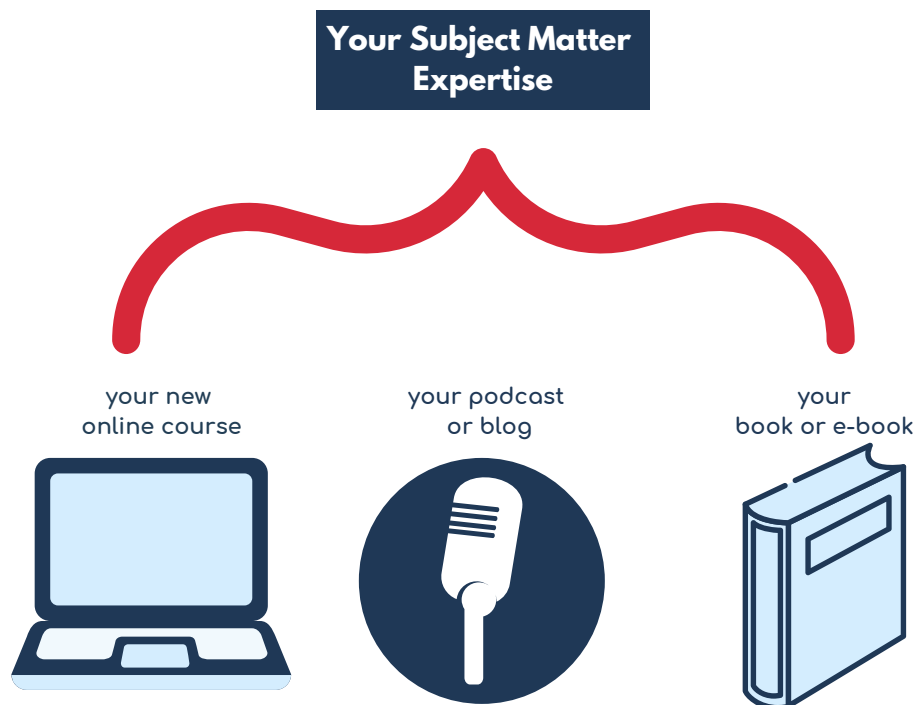 Your Subject Matter
Expertise
your new
online course
your podcast
or blog
your
book or e-book